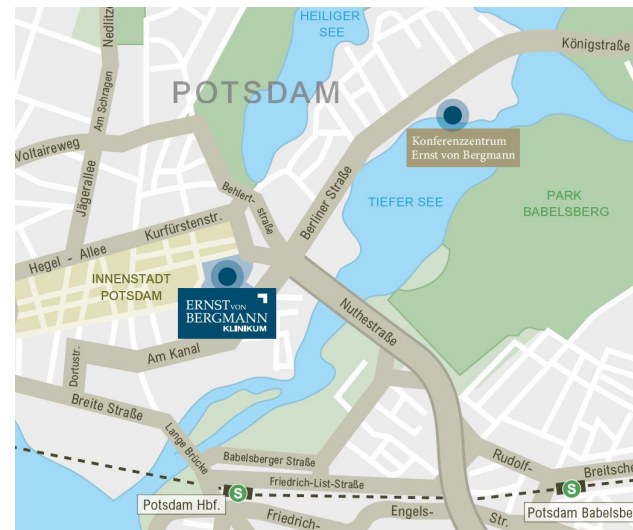 HEILIGER
SEE
Nedlitz
Königstraße
POTSDAM
Am Schragen
Konferenzzentrum
Ernst von Bergmann
Voltaireweg
Jägerallee
Behlert-
straße
Berliner Straße
TIEFER SEE
PARK
BABELSBERG
Kurfürstenstr.
Hegel - Allee
INNENSTADT
POTSDAM
ERNST VON
BERGMANN
KLINIKUM
Nuthestraße
Am Kanal
Dortustr.
Breite Straße
Lange Brücke
Babelsberger Straße
Friedrich-List-Straße
Rudolf-
Breitsche
S
S
Potsdam Hbf.
Friedrich-
Engels-
Str.
Potsdam Babelsbe